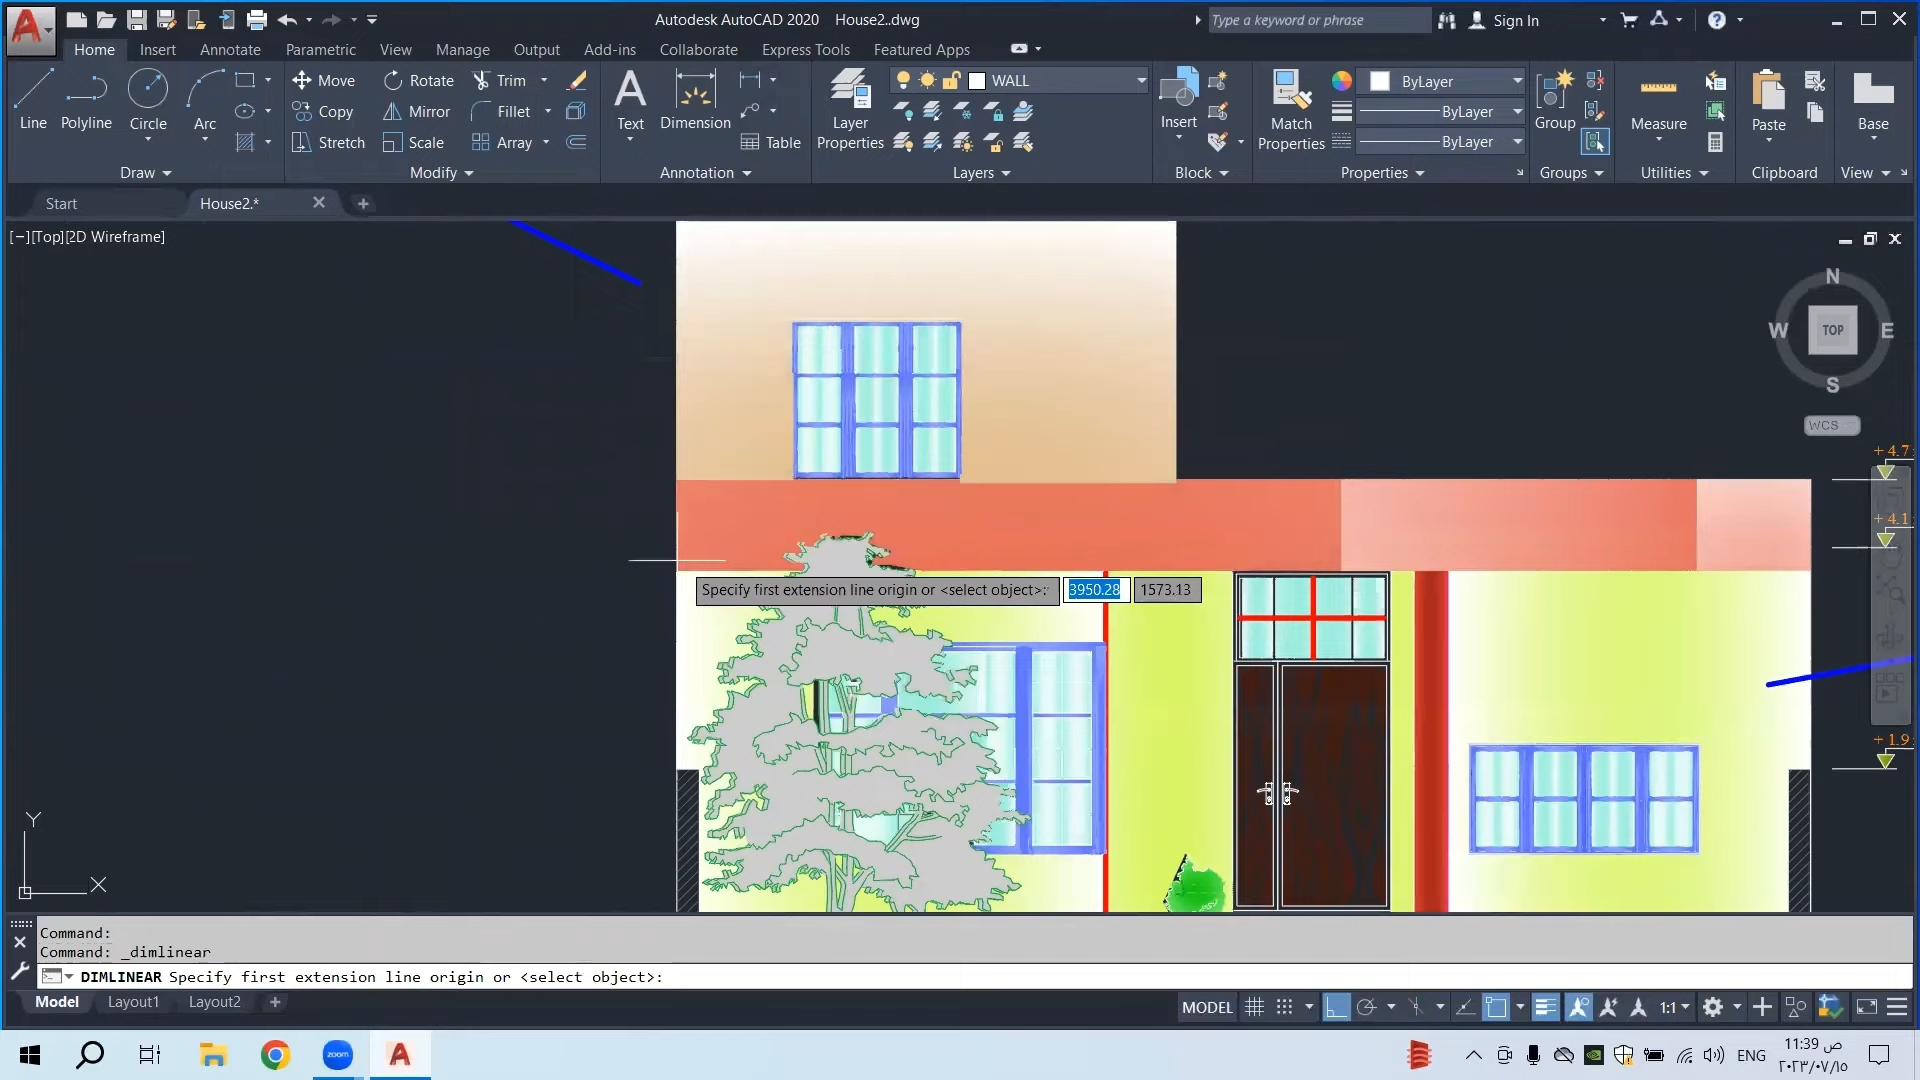 Autodesk AutoCAD 2020 House2..dwg
Type a keyword or phrase
Sign In
Home Insert Annotate Parametric View Manage Output Add-ins Collaborate Express Tools Featured Apps
Line Polyline Circle Arc
Move Rotate Trim
Copy Mirror Fillet
Stretch Scale Array
Text Dimension Table
Layer Properties
WALL
Insert
Match Properties
ByLayer
ByLayer
ByLayer
Group Measure Paste Base
Draw Modify Annotation Layers Block Properties Groups Utilities Clipboard View
Start House2.*
[−][Top][2D Wireframe]
N
W TOP E
S
WCS
+ 4.7
+ 4.1
+ 1.9
Specify first extension line origin or <select object>: 3950.28 1573.13
Y
X
Command:
Command: _dimlinear
DIMLINEAR Specify first extension line origin or <select object>:
Model Layout1 Layout2
MODEL 1:1
zoom
ENG
11:39 ص
٢٠٢٣/٠٧/١٥